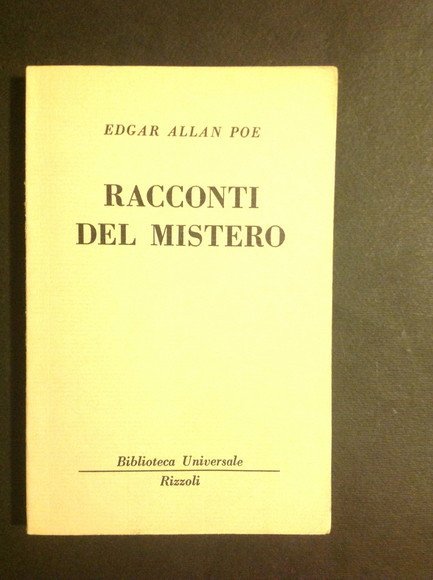 EDGAR ALLAN POE
RACCONTI
DEL MISTERO
Biblioteca Universale
Rizzoli